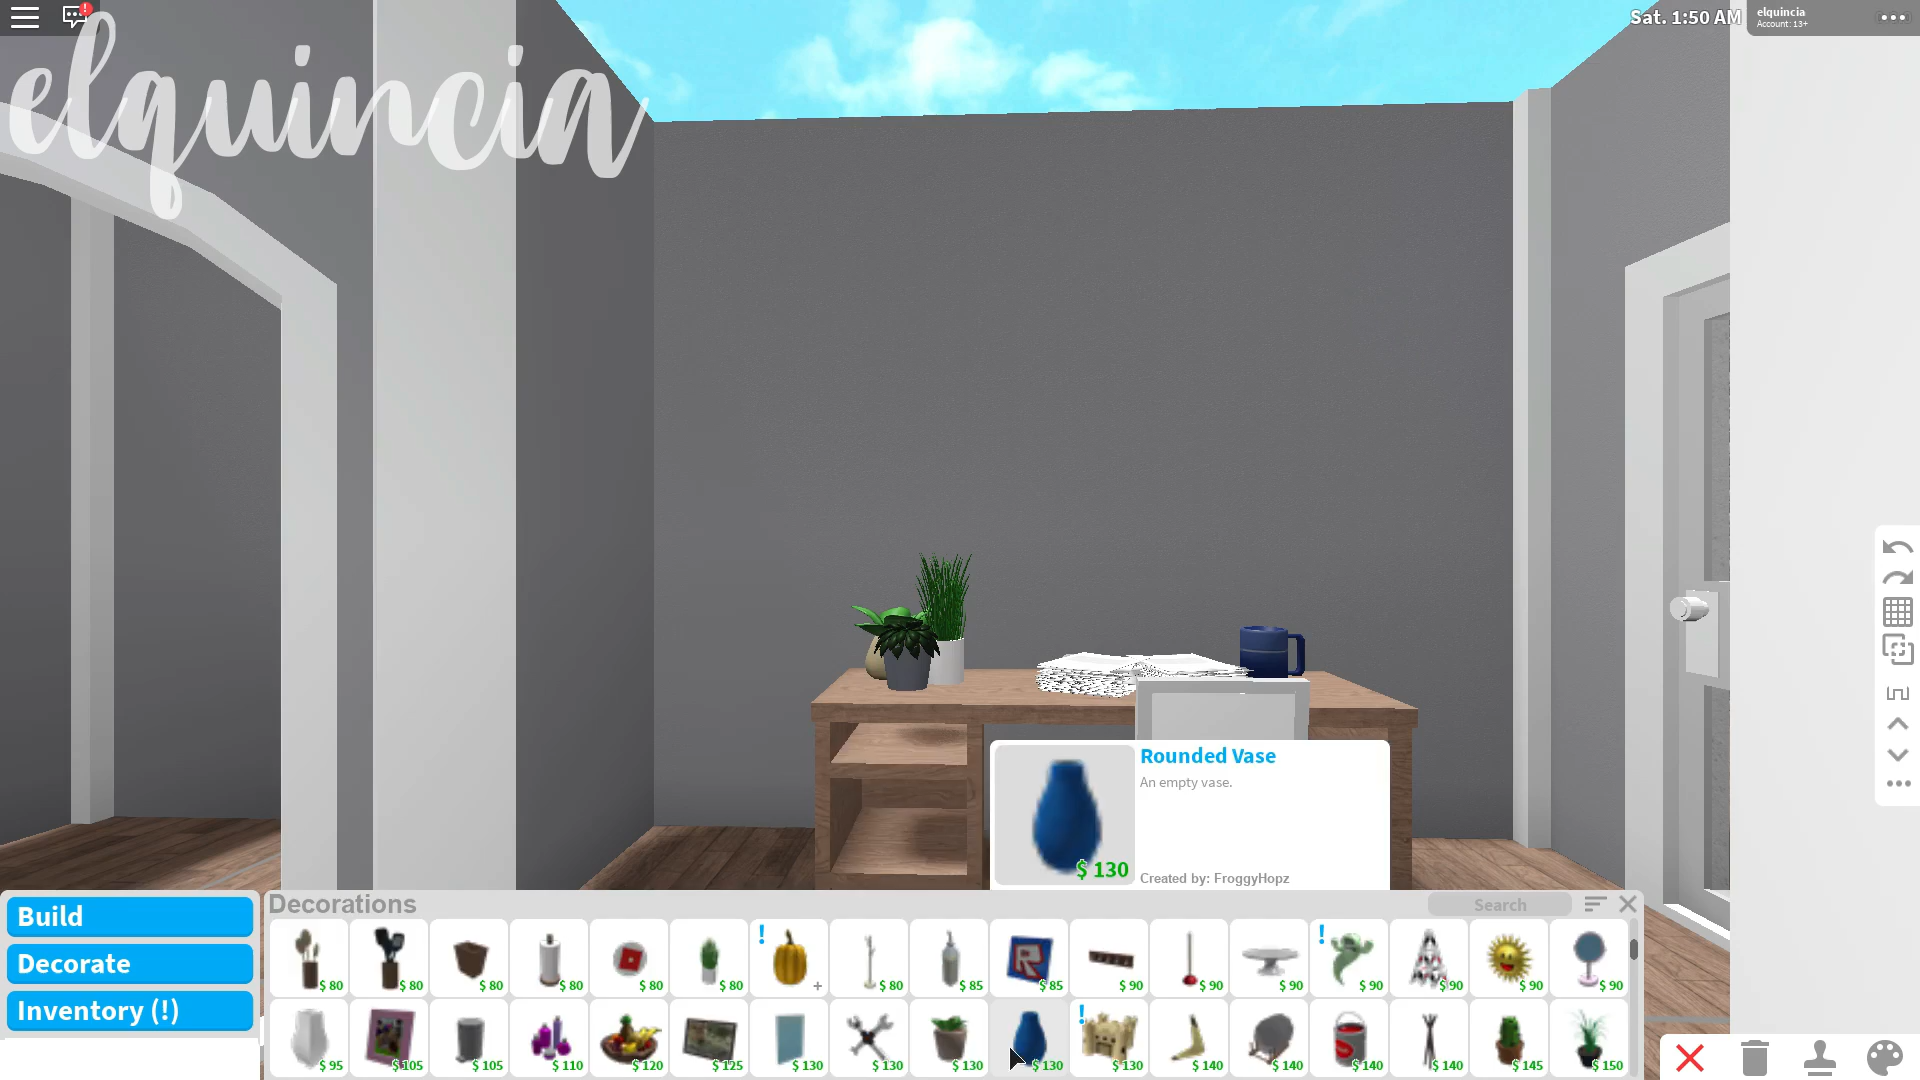 Sat. 1:50 AM
elquincia
Account: 13+
elquincia
Rounded Vase
An empty vase.
$ 130
Created by: FroggyHopz
Build
Decorate
Inventory (!)
Decorations
Search
$ 80 $ 80 $ 80 $ 80 $ 80 $ 80 ! + $ 80 $ 85 $ 85 $ 90 $ 90 $ 90 ! $ 90 $ 90 $ 90 $ 90
$ 95 $ 105 $ 105 $ 110 $ 120 $ 125 $ 130 $ 130 $ 130 $ 130 ! $ 130 $ 140 $ 140 $ 140 $ 140 $ 145 $ 150